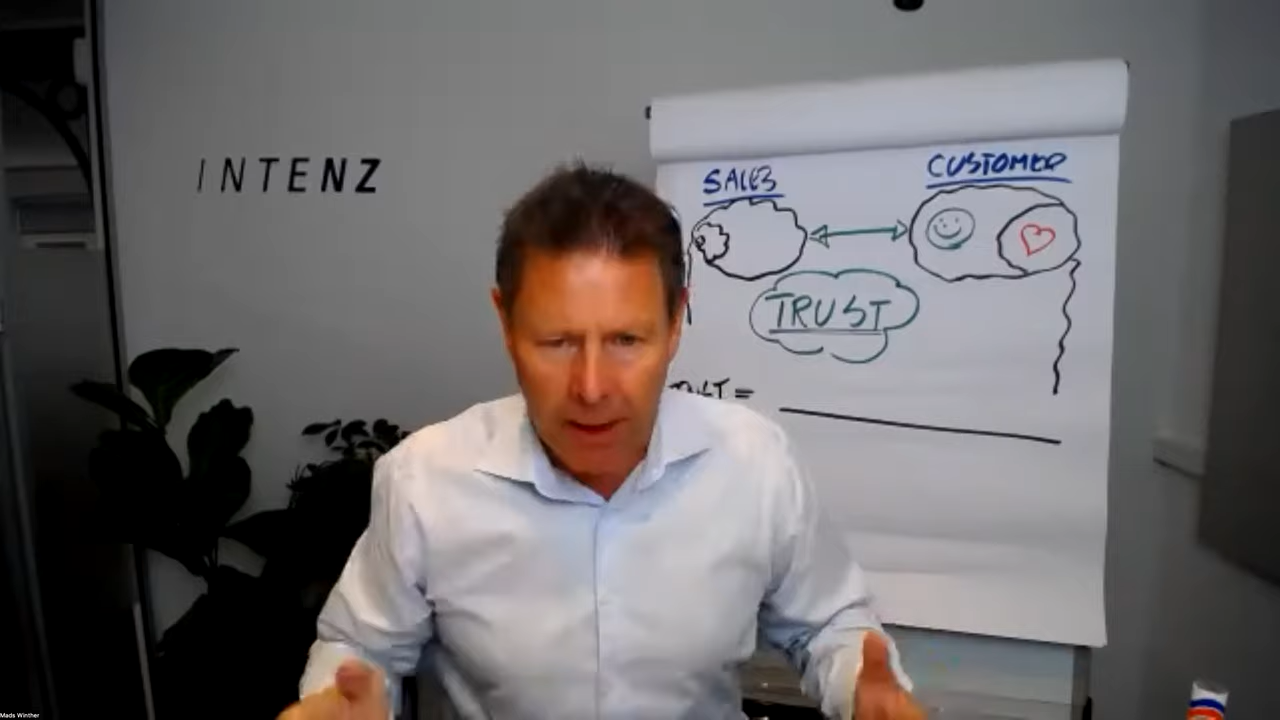 INTENZ
SALES
CUSTOMER
TRUST
=
Mads Winther